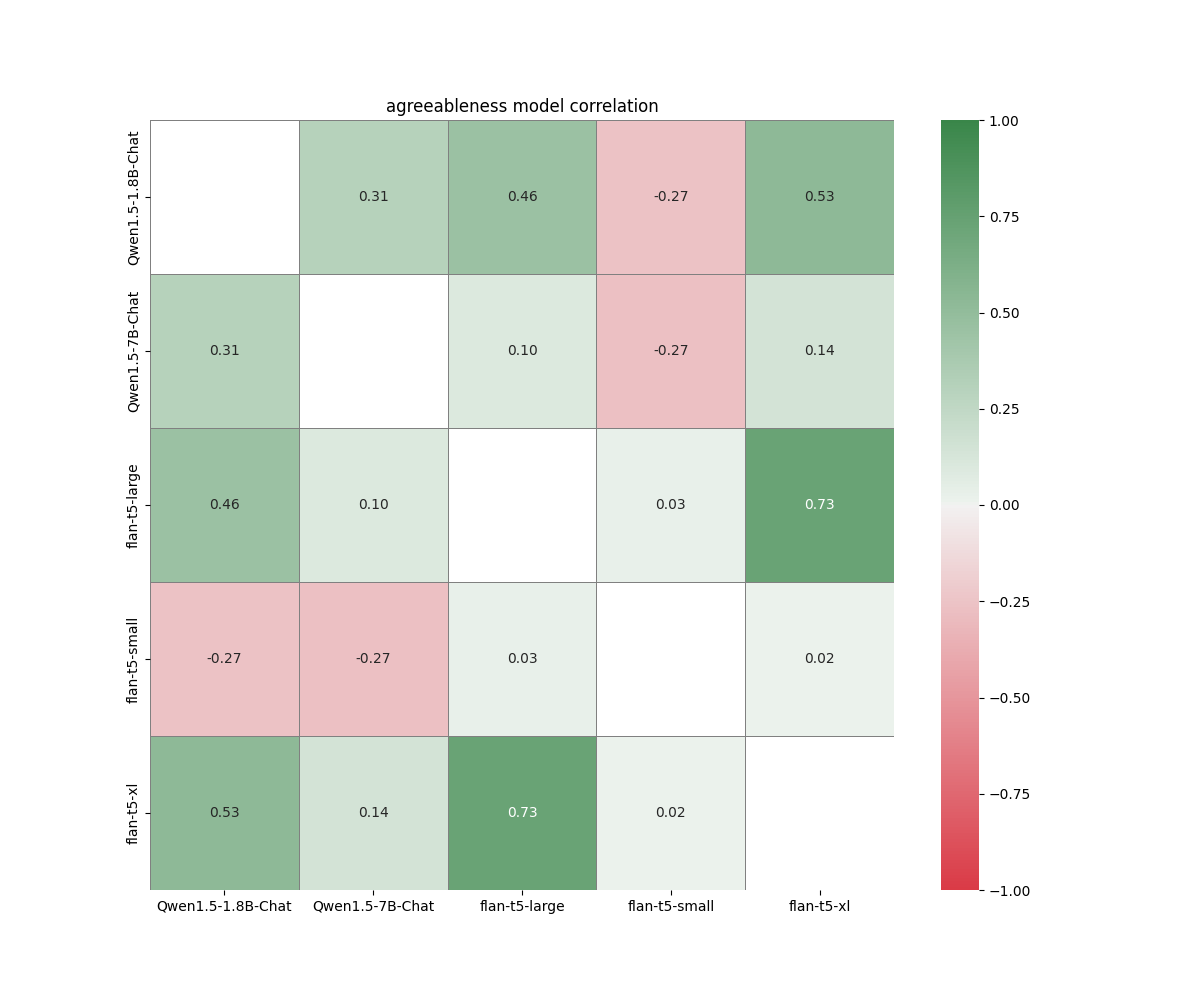 agreeableness model correlation
Qwen1.5-1.8B-Chat
0.31 0.46 -0.27 0.53
Qwen1.5-7B-Chat
0.31 0.10 -0.27 0.14
flan-t5-large
0.46 0.10 0.03 0.73
flan-t5-small
-0.27 -0.27 0.03 0.02
flan-t5-xl
0.53 0.14 0.73 0.02
Qwen1.5-1.8B-Chat Qwen1.5-7B-Chat flan-t5-large flan-t5-small flan-t5-xl
1.00
0.75
0.50
0.25
0.00
−0.25
−0.50
−0.75
−1.00